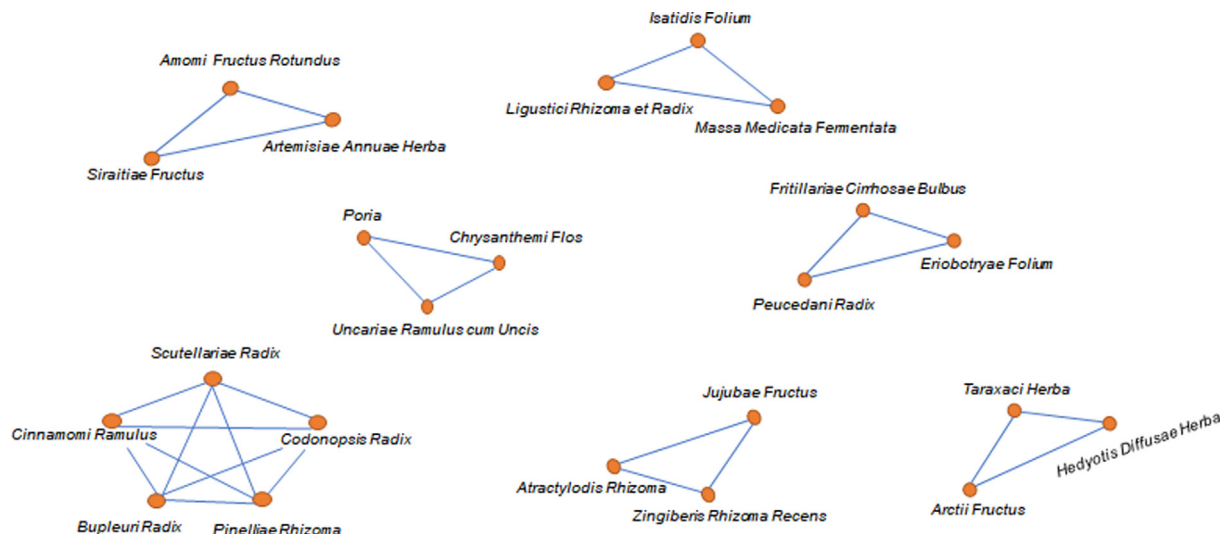 Isatidis Folium
Amomi Fructus Rotundus
Ligustici Rhizoma et Radix
Massa Medicata Fermentata
Artemisiae Annuae Herba
Siraitiae Fructus
Fritillariae Cirrhosae Bulbus
Poria
Chrysanthemi Flos
Eriobotryae Folium
Peucedani Radix
Uncariae Ramulus cum Uncis
Scutellariae Radix
Jujubae Fructus
Taraxaci Herba
Cinnamomi Ramulus
Codonopsis Radix
Hedyotis Diffusae Herba
Atractylodis Rhizoma
Zingiberis Rhizoma Recens
Arctii Fructus
Bupleuri Radix
Pinelliae Rhizoma